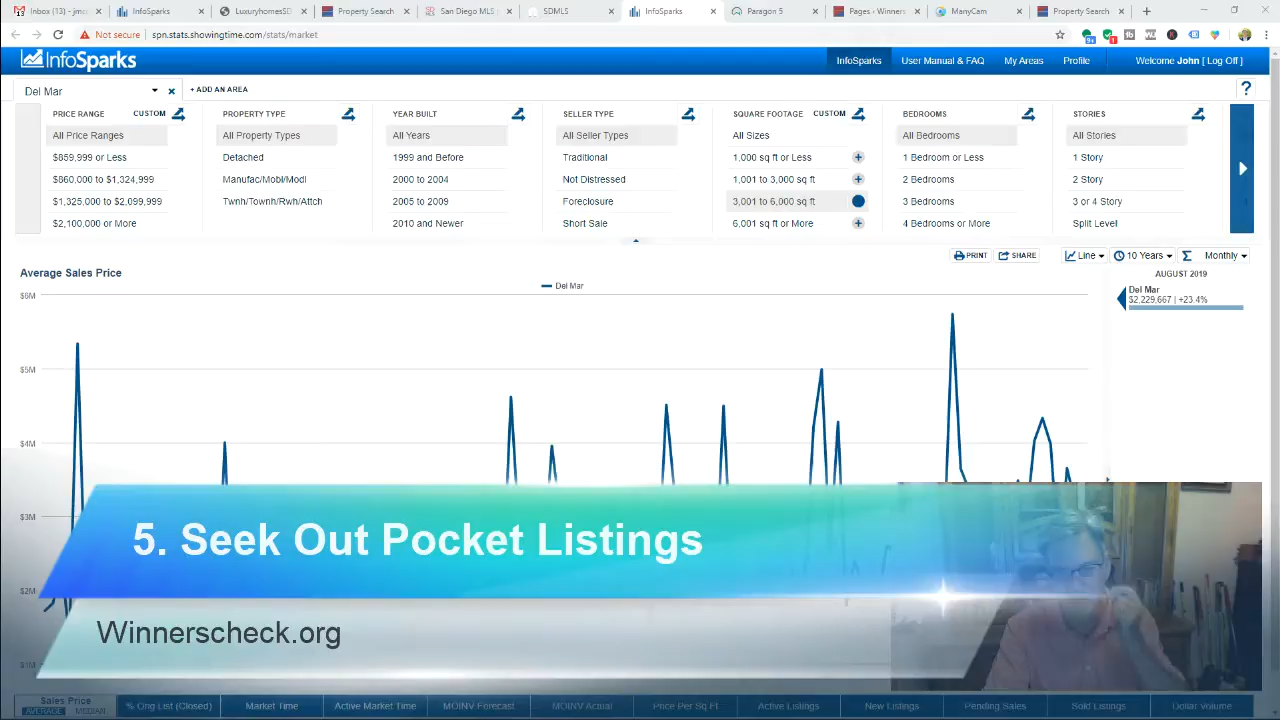 Inbox (1) - jmc
InfoSparks
LuxuryhomesSD
Property Search
San Diego MLS
SDMLS
InfoSparks
Paragon 5
Pages ‹ Winners
ManyCam
Property Search
Not secure | spn.stats.showingtime.com/stats/market
InfoSparks
InfoSparks
User Manual & FAQ
My Areas
Profile
Welcome John [ Log Off ]
Del Mar
+ ADD AN AREA
?
PRICE RANGE CUSTOM
All Price Ranges
$859,999 or Less
$860,000 to $1,324,999
$1,325,000 to $2,099,999
$2,100,000 or More
PROPERTY TYPE
All Property Types
Detached
Manufac/Mobl/Modl
Twnh/Townh/Rwh/Attch
YEAR BUILT
All Years
1999 and Before
2000 to 2004
2005 to 2009
2010 and Newer
SELLER TYPE
All Seller Types
Traditional
Not Distressed
Foreclosure
Short Sale
SQUARE FOOTAGE CUSTOM
All Sizes
1,000 sq ft or Less
1,001 to 3,000 sq ft
3,001 to 6,000 sq ft
6,001 sq ft or More
BEDROOMS
All Bedrooms
1 Bedroom or Less
2 Bedrooms
3 Bedrooms
4 Bedrooms or More
STORIES
All Stories
1 Story
2 Story
3 or 4 Story
Split Level
PRINT
SHARE
Line
10 Years
Σ Monthly
Average Sales Price
Del Mar
AUGUST 2019
Del Mar
$2,229,667 | +23.4%
$6M
$5M
$4M
$3M
$2M
$1M
5. Seek Out Pocket Listings
Winnerscheck.org
Sales Price
AVERAGE MEDIAN
% Orig List (Closed)
Market Time
Active Market Time
MOINV Forecast
MOINV Actual
Price Per Sq Ft
Active Listings
New Listings
Pending Sales
Sold Listings
Dollar Volume